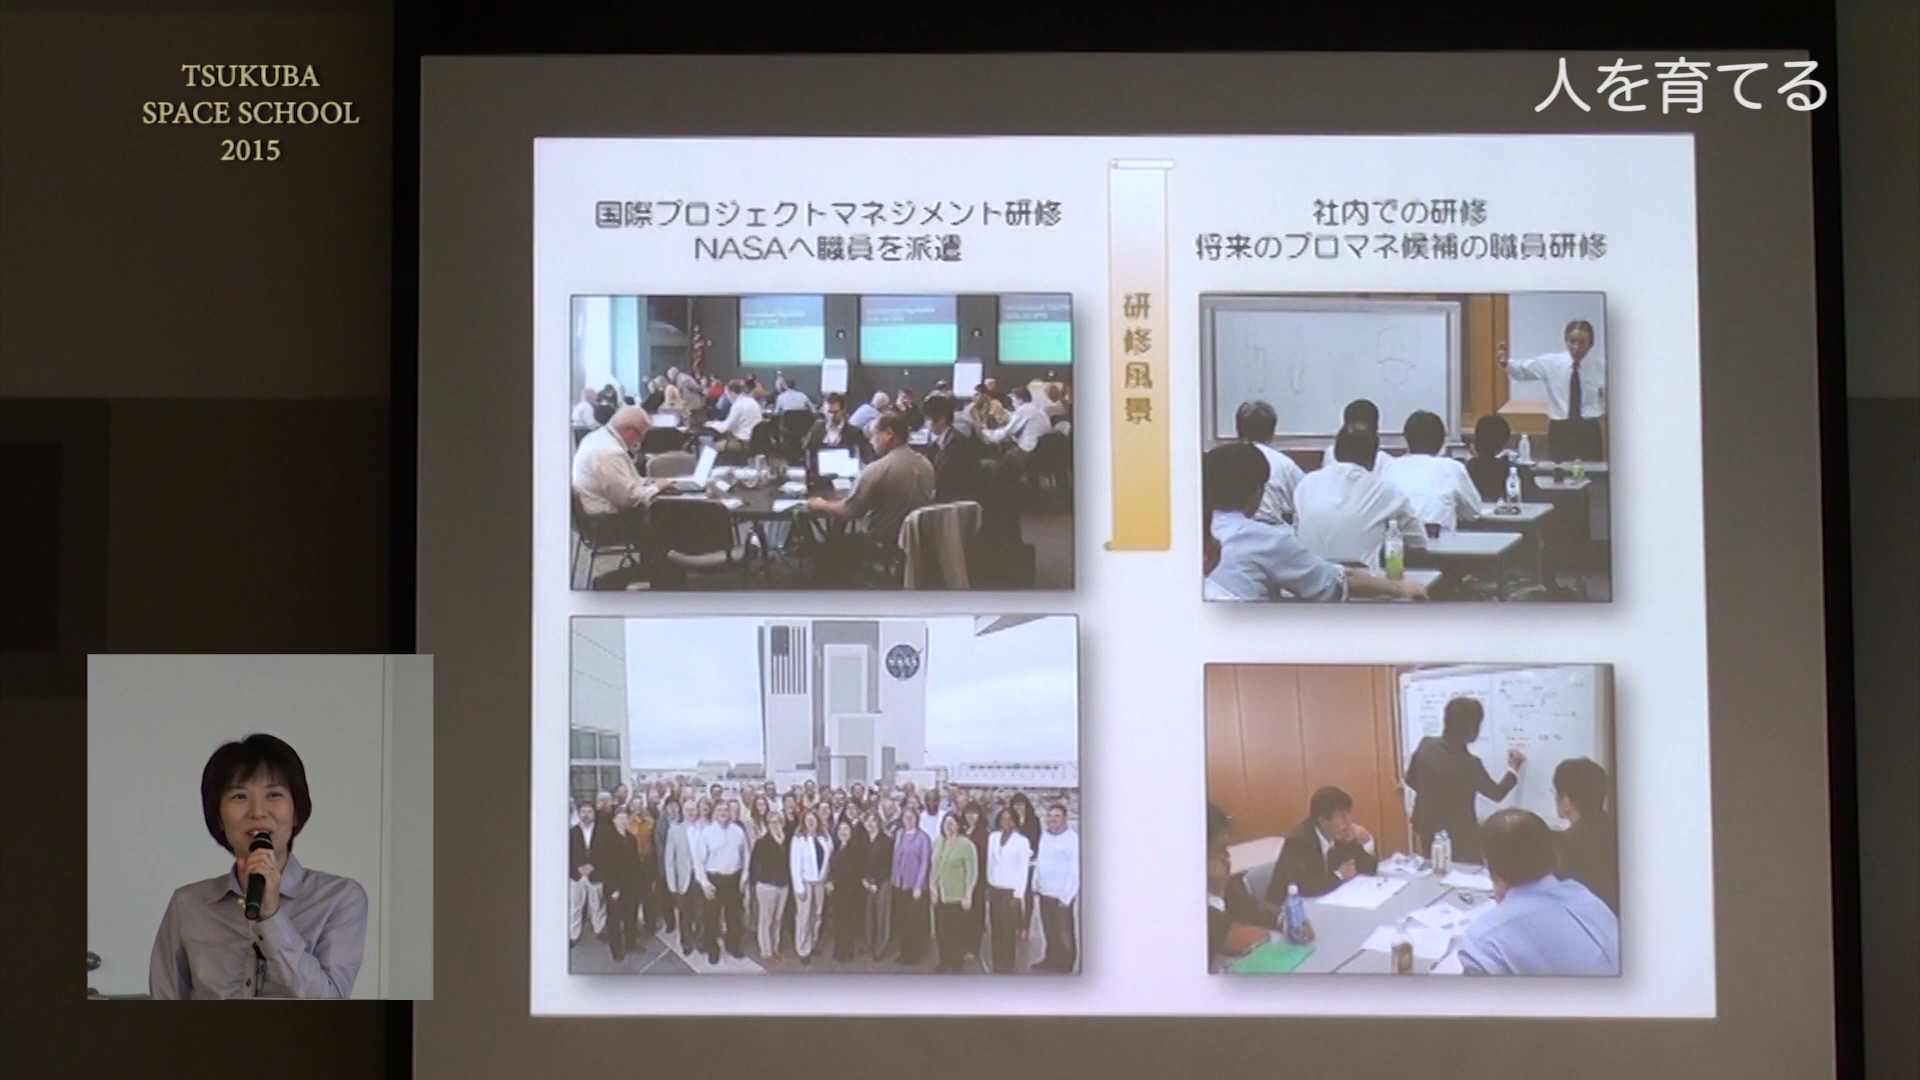 TSUKUBA
SPACE SCHOOL
2015
人を育てる
国際プロジェクトマネジメント研修
NASAへ職員を派遣
研修風景
社内での研修
将来のプロマネ候補の職員研修
NASA